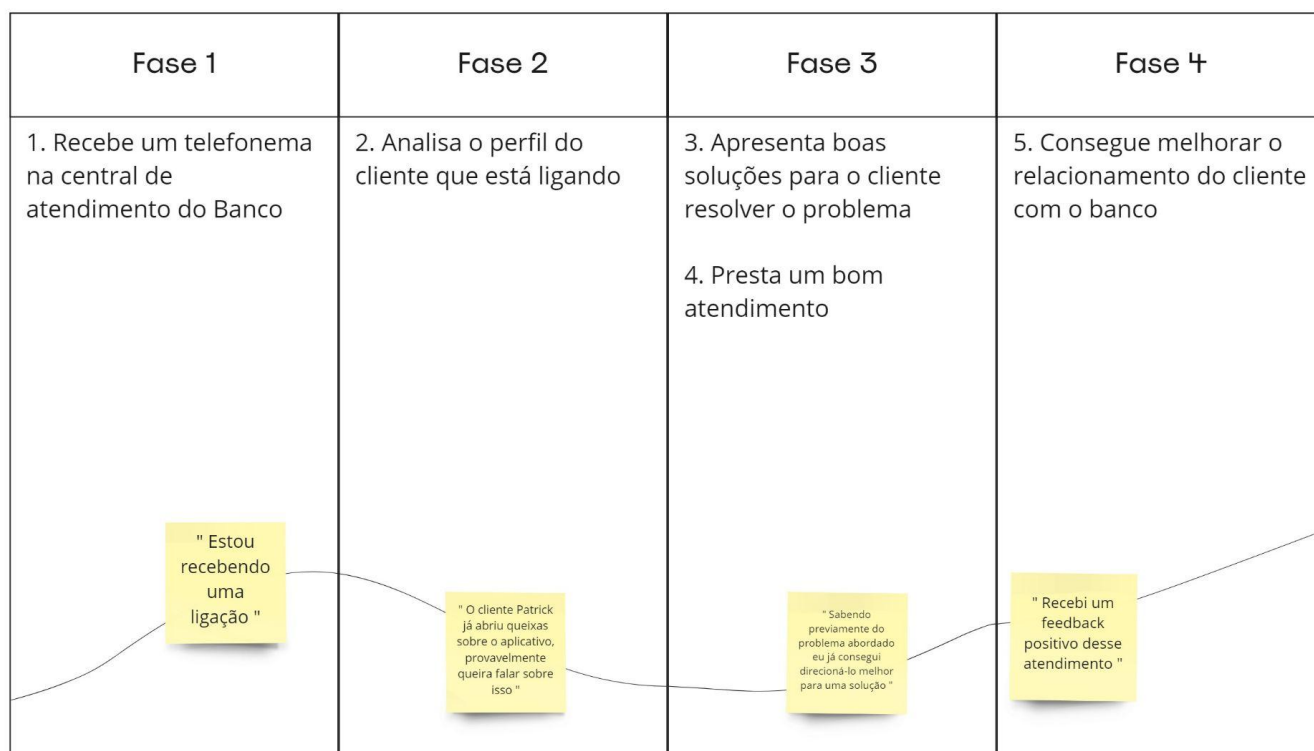 Fase 1
Fase 2
Fase 3
Fase 4
1. Recebe um telefonema
na central de
atendimento do Banco
2. Analisa o perfil do
cliente que está ligando
3. Apresenta boas
soluções para o cliente
resolver o problema
4. Presta um bom
atendimento
5. Consegue melhorar o
relacionamento do cliente
com o banco
" Estou
recebendo
uma
ligação "
" O cliente Patrick
já abriu queixas
sobre o aplicativo,
provavelmente
queira falar sobre
isso "
" Sabendo
previamente do
problema abordado
eu já consegui
direcioná-lo melhor
para uma solução "
" Recebi um
feedback
positivo desse
atendimento "